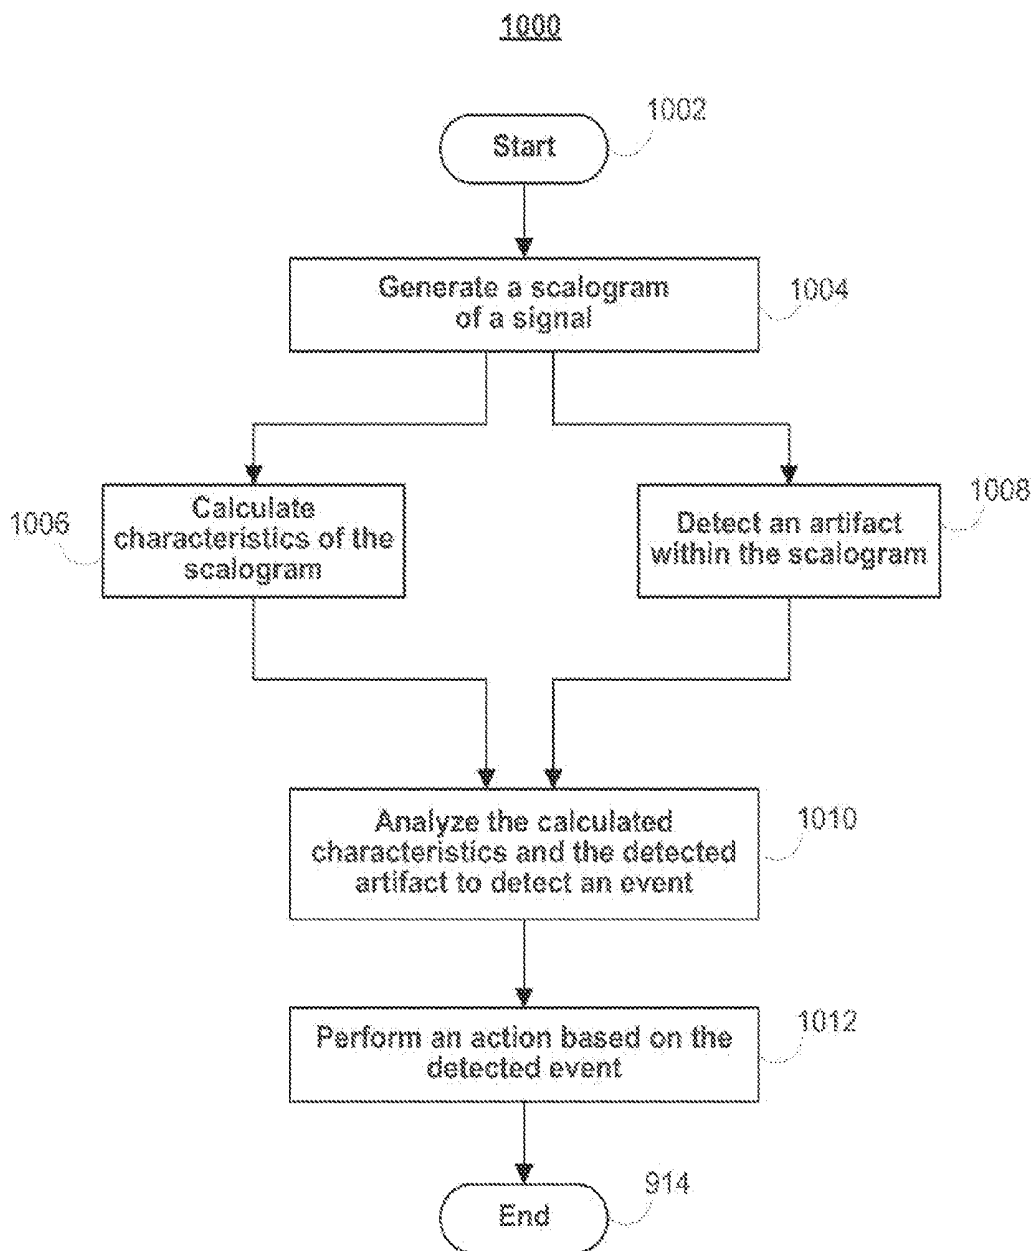 1000
1002
Start
Generate a scalogram
of a signal
1004
Calculate
characteristics of the
scalogram
1006
Detect an artifact
within the scalogram
1008
Analyze the calculated
characteristics and the detected
artifact to detect an event
1010
Perform an action based on the
detected event
1012
End
914